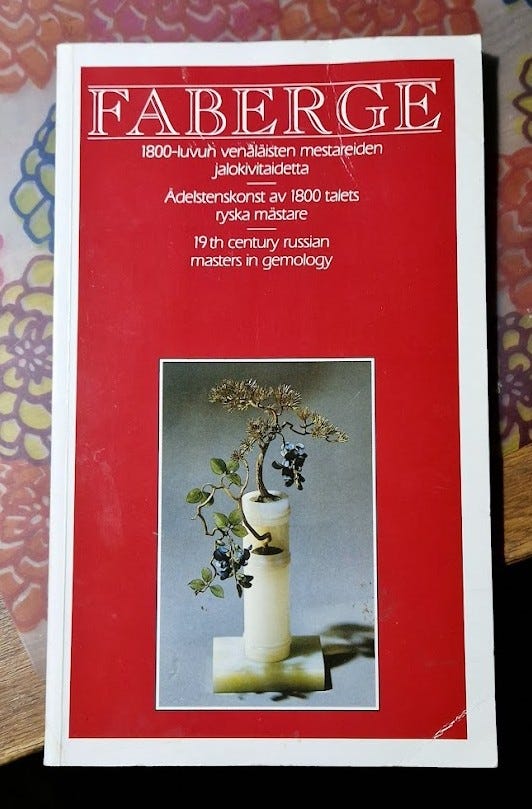 FABERGE
1800-luvun venäläisten mestareiden
jalokivitaidetta
Ädelstenskonst av 1800 talets
ryska mästare
19 th century russian
masters in gemology